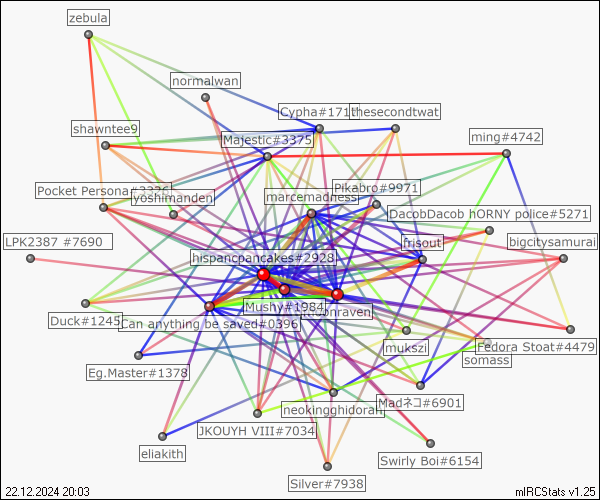 zebula
normalwan
Cypha#171
thesecondtwat
shawntee9
Majestic#3375
ming#4742
Pocket Persona#3326
yoshimanden
Pikabro#9971
marcemadness
DacobDacob hORNY police#5271
LPK2387 #7690
frisout
bigcitysamurai
hispancpancakes#2928
Mushy#1984
Duck#1245
Can anything be saved#0396
mukszi
Fedora Stoat#4479
somass
Eg.Master#1378
neokingghidorah
Madネコ#6901
JKOUYH VIII#7034
eliakith
Swirly Boi#6154
Silver#7938
22.12.2024 20:03
mIRCStats v1.25